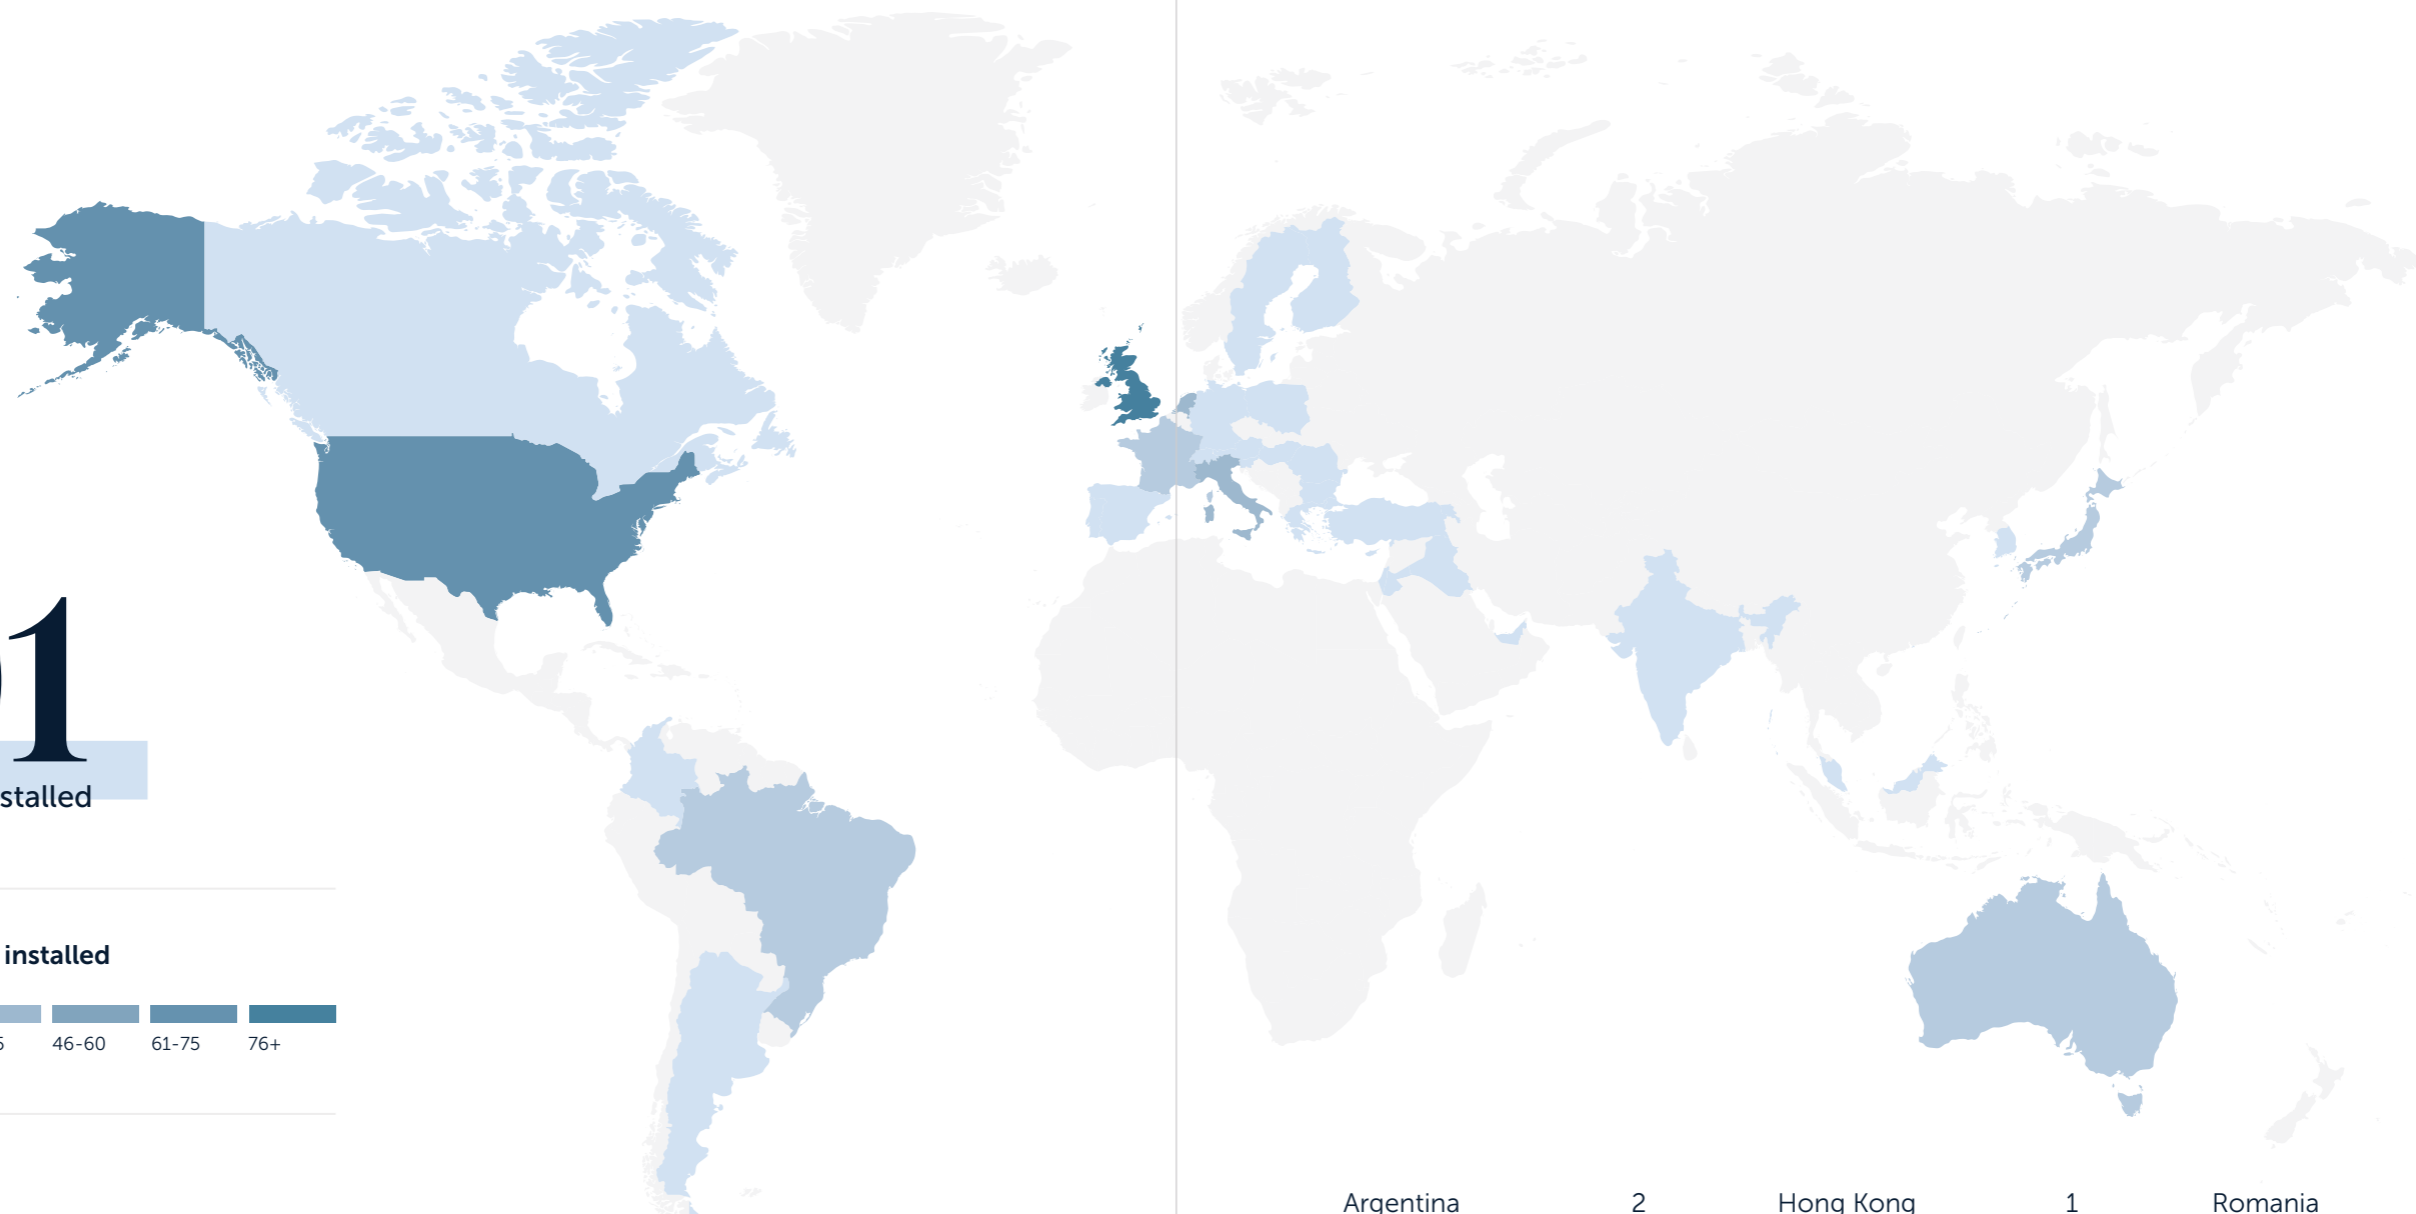 1
stalled
installed
46-60
61-75
76+
Argentina 2 Hong Kong 1 Romania